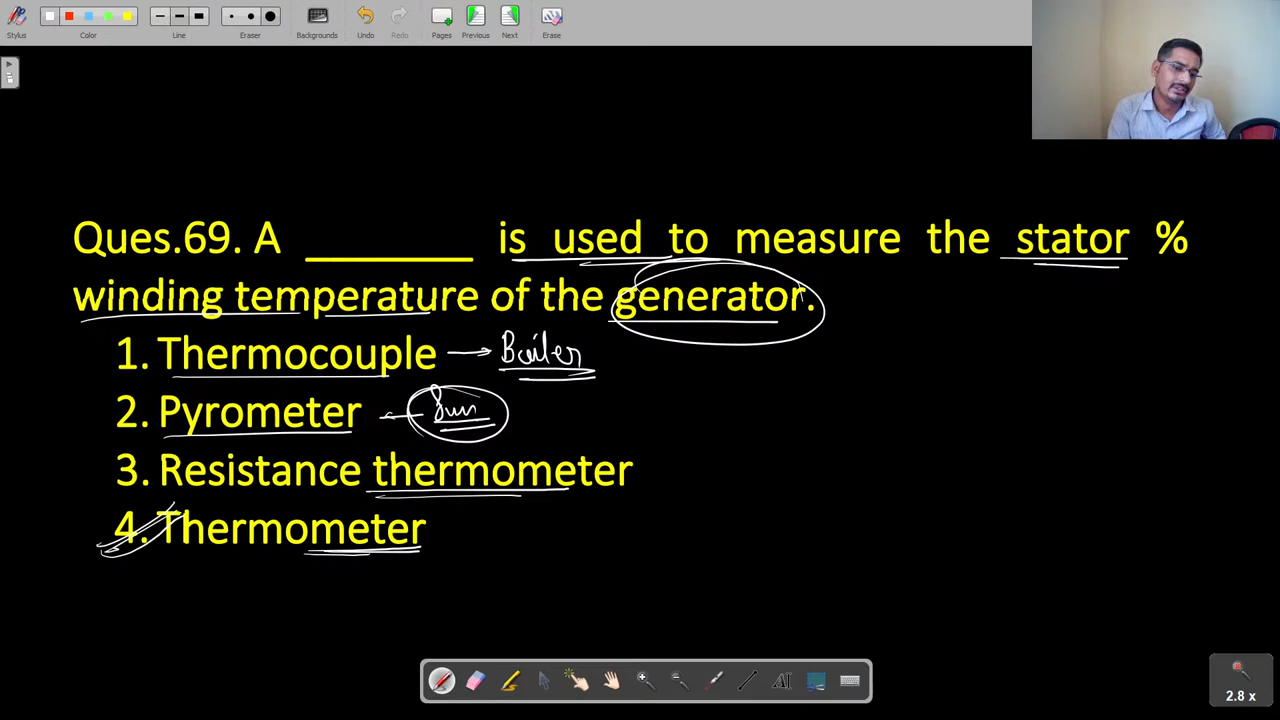 Stylus Color Line Eraser Backgrounds Undo Redo Pages Previous Next Erase
Ques.69. A _______ is used to measure the stator %
winding temperature of the generator.
1. Thermocouple → Boiler
2. Pyrometer Sun
3. Resistance thermometer
4. Thermometer
2.8 x